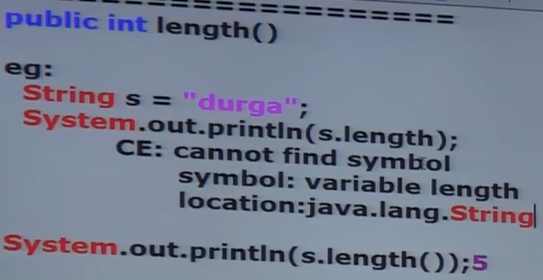 ====================
public int length()
eg:
String s = "durga";
System.out.println(s.length);
CE: cannot find symbol
symbol: variable length
location:java.lang.String
System.out.println(s.length());5